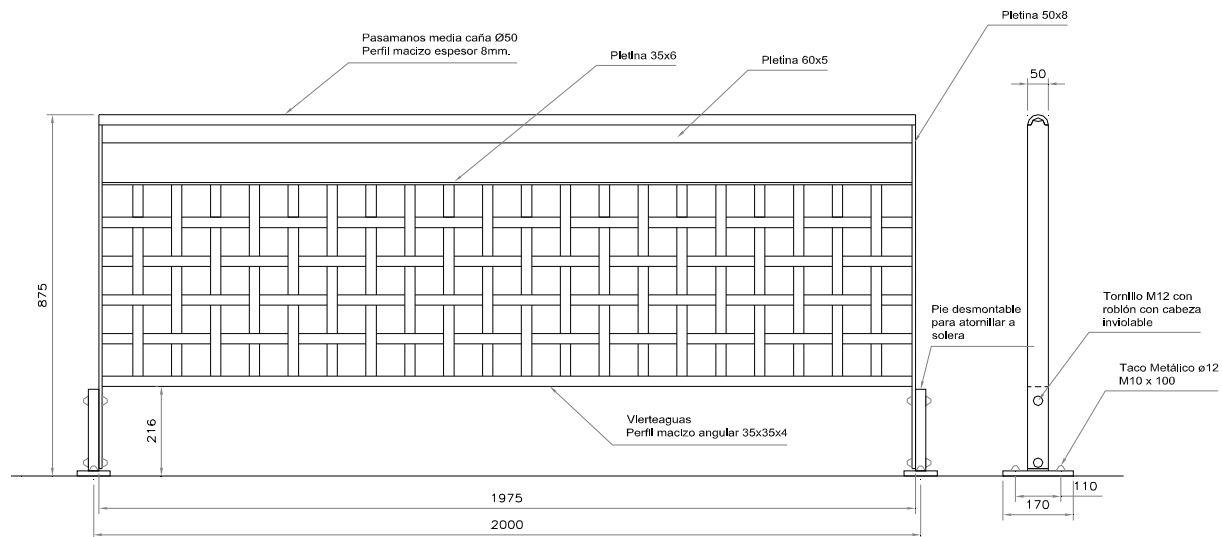 Pletina 50x8
Pasamanos media caña Ø50
Perfil macizo espesor 8mm.
Pletina 35x6
Pletina 60x5
50
875
Tornillo M12 con
roblón con cabeza
inviolable
Pie desmontable
para atornillar a
solera
Taco Metálico ø12
M10 x 100
216
Vierteaguas
Perfil macizo angular 35x35x4
110
170
1975
2000